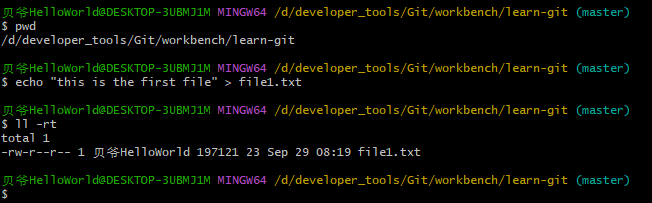 贝爷HelloWorld@DESKTOP-3UBMJ1M MINGW64 /d/developer_tools/Git/workbench/learn-git (master)
$ pwd
/d/developer_tools/Git/workbench/learn-git
贝爷HelloWorld@DESKTOP-3UBMJ1M MINGW64 /d/developer_tools/Git/workbench/learn-git (master)
$ echo "this is the first file" > file1.txt
贝爷HelloWorld@DESKTOP-3UBMJ1M MINGW64 /d/developer_tools/Git/workbench/learn-git (master)
$ ll -rt
total 1
-rw-r--r-- 1 贝爷HelloWorld 197121 23 Sep 29 08:19 file1.txt
贝爷HelloWorld@DESKTOP-3UBMJ1M MINGW64 /d/developer_tools/Git/workbench/learn-git (master)
$